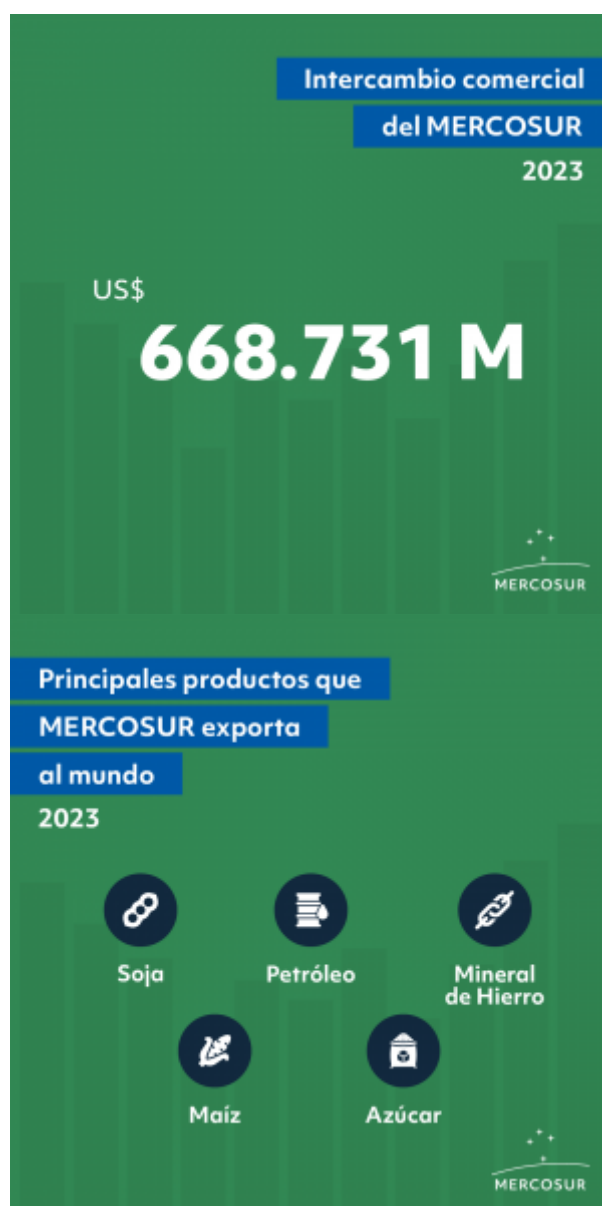 Intercambio comercial
del MERCOSUR
2023
US$
668.731 M
MERCOSUR
Principales productos que
MERCOSUR exporta
al mundo
2023
Soja
Petróleo
Mineral
de Hierro
Maíz
Azúcar
MERCOSUR